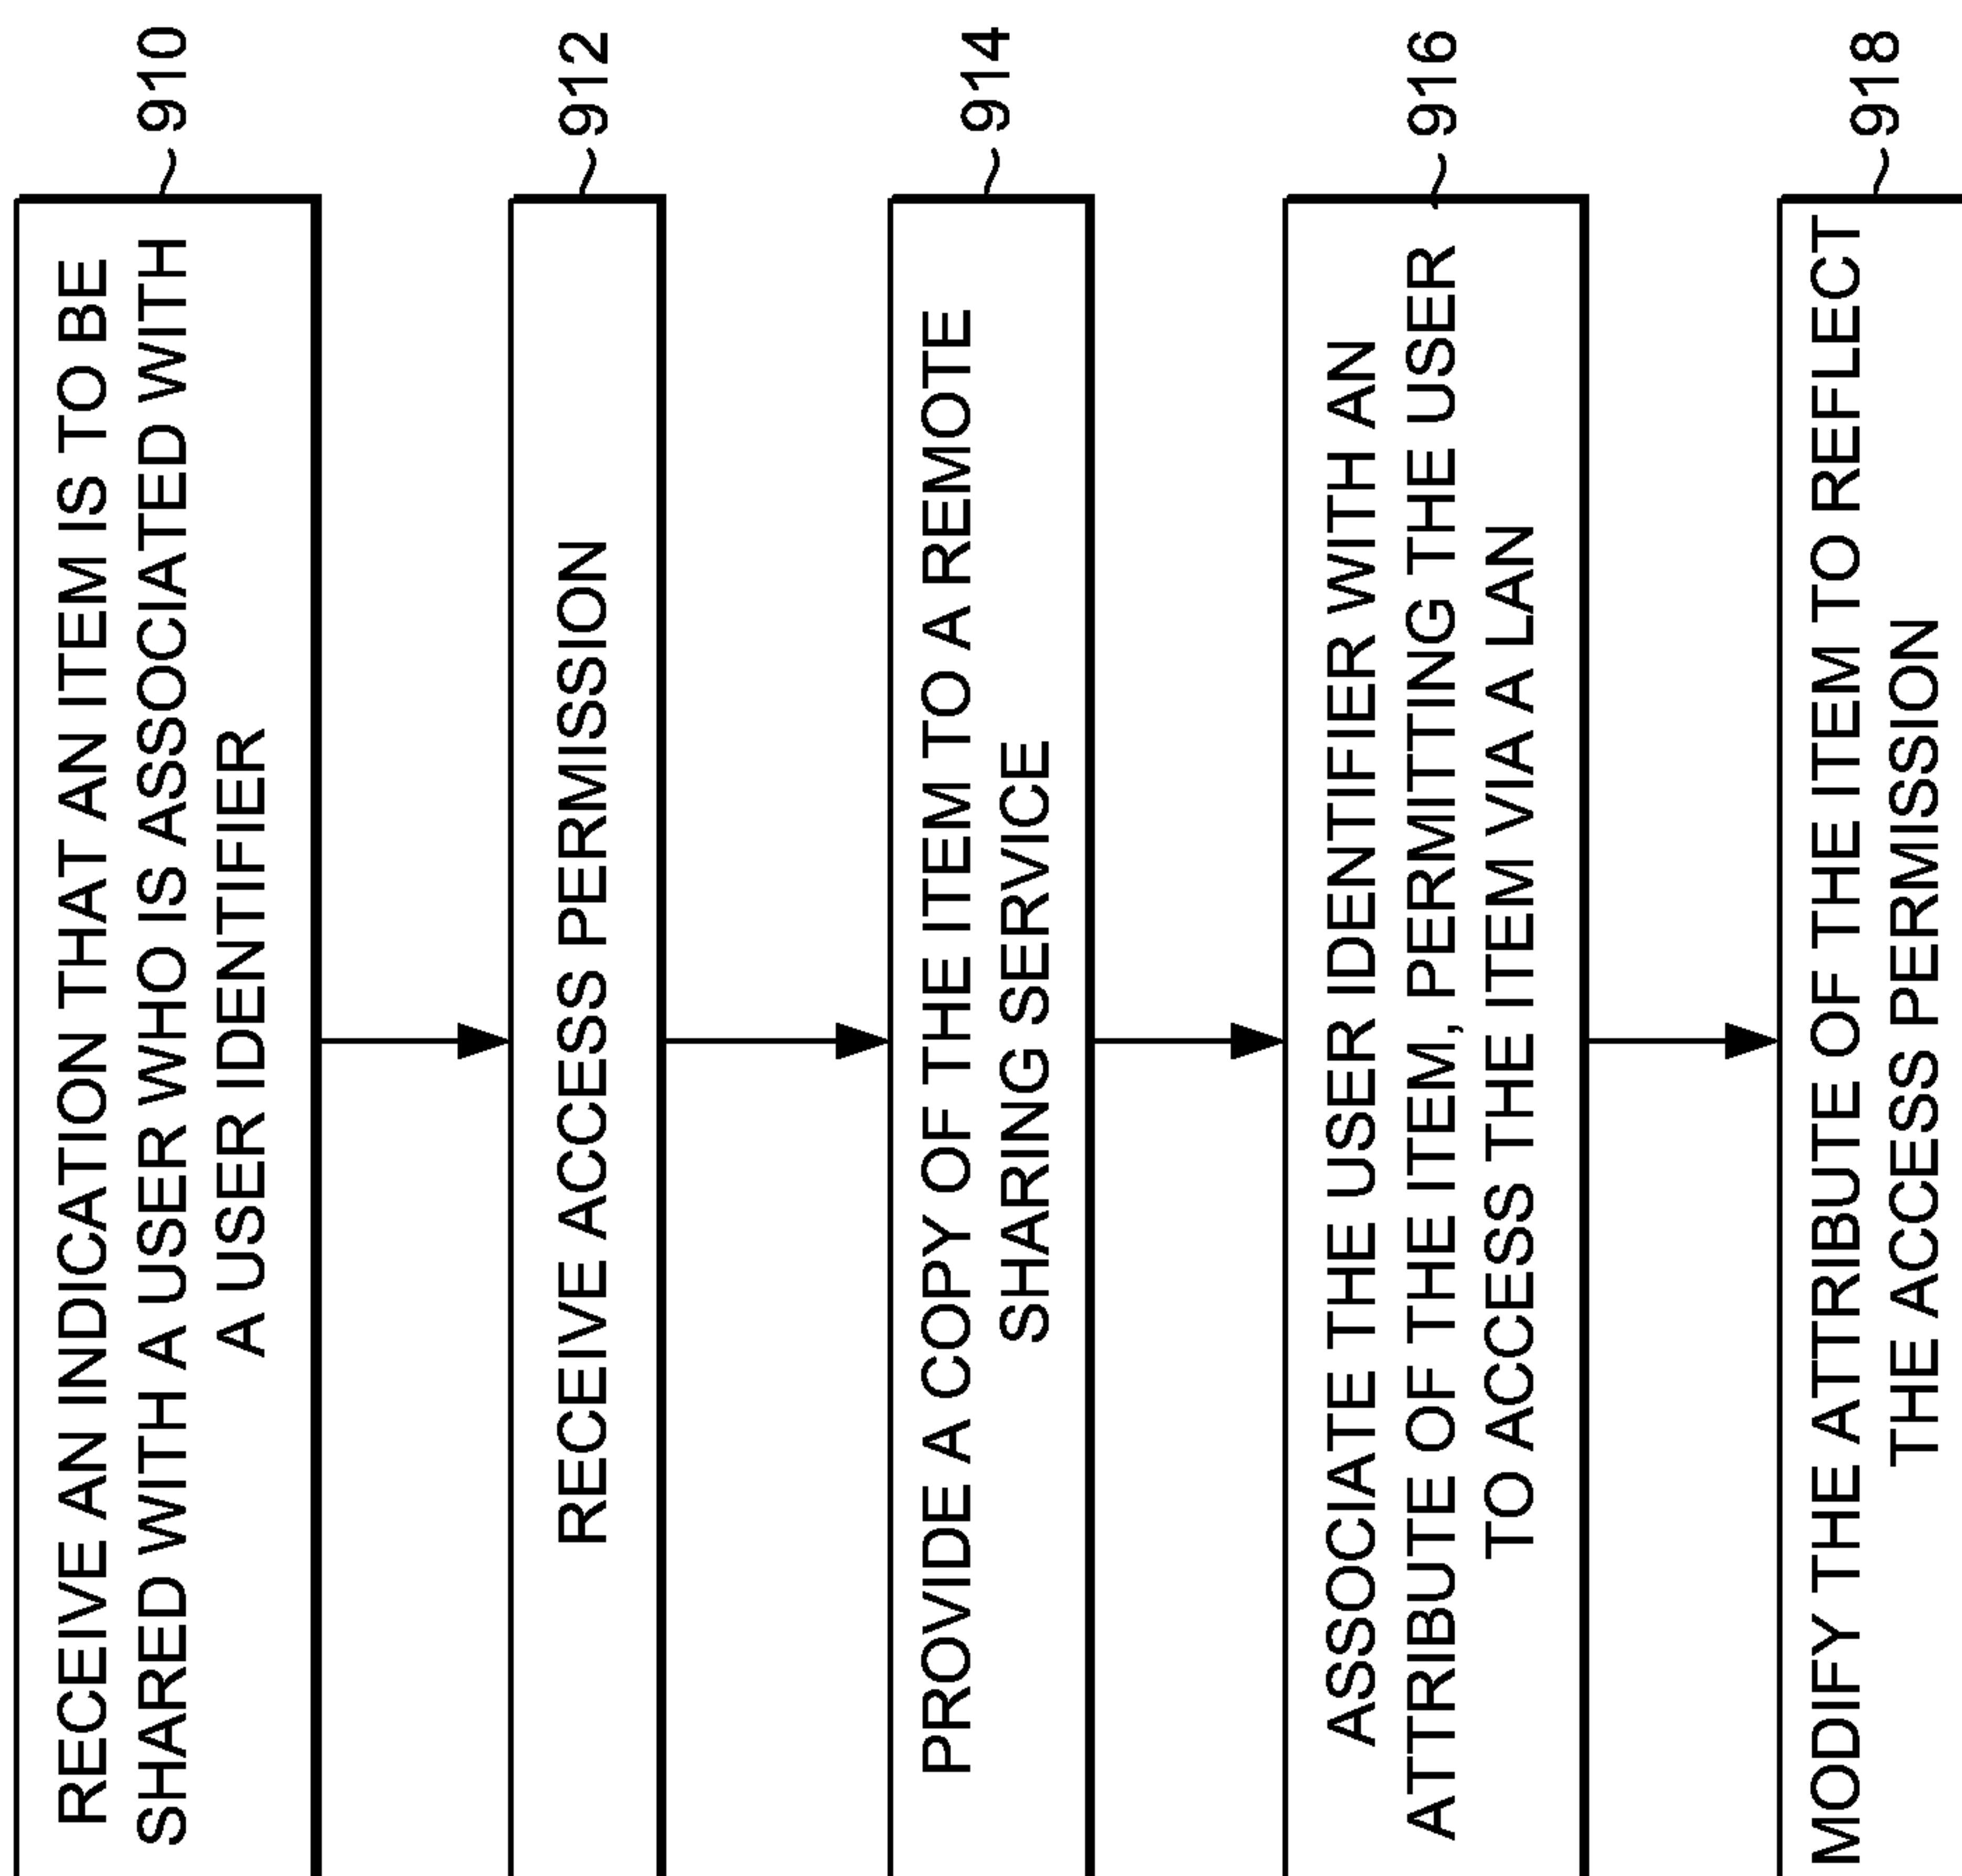 RECEIVE AN INDICATION THAT AN ITEM IS TO BE
SHARED WITH A USER WHO IS ASSOCIATED WITH
A USER IDENTIFIER
910
RECEIVE ACCESS PERMISSION
912
PROVIDE A COPY OF THE ITEM TO A REMOTE
SHARING SERVICE
914
ASSOCIATE THE USER IDENTIFIER WITH AN
ATTRIBUTE OF THE ITEM, PERMITTING THE USER
TO ACCESS THE ITEM VIA A LAN
916
MODIFY THE ATTRIBUTE OF THE ITEM TO REFLECT
THE ACCESS PERMISSION
918